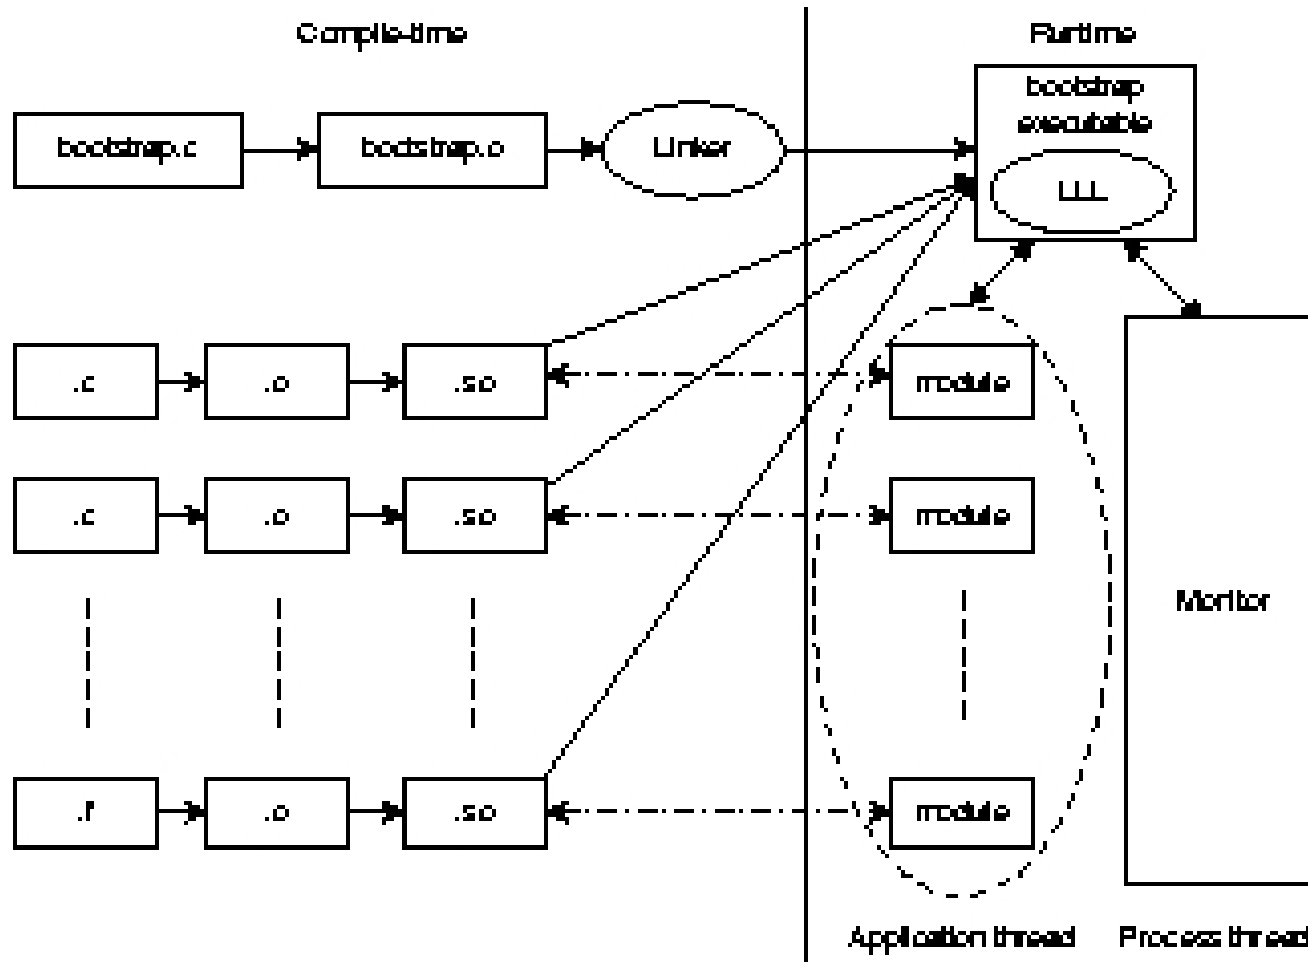 Compile-time
Runtime
bootstrap.c
bootstrap.o
Linker
bootstrap
executable
LLL
.c
.o
.so
module
.c
.o
.so
module
Monitor
.f
.o
.so
module
Application thread
Process thread